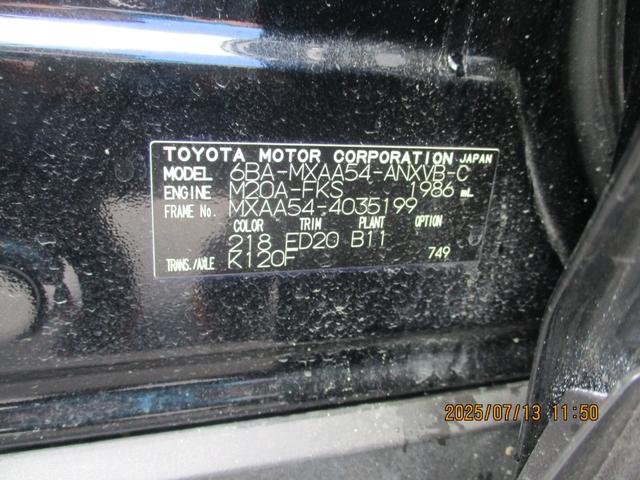 TOYOTA MOTOR CORPORATION JAPAN
MODEL 6BA-MXAA54-ANXVB-C
ENGINE M20A-FKS 1986 mL
FRAME No. MXAA54-4035199
COLOR TRIM PLANT OPTION
218 ED20 B11
TRANS./AXLE K120F 749
2025/07/13 11:50